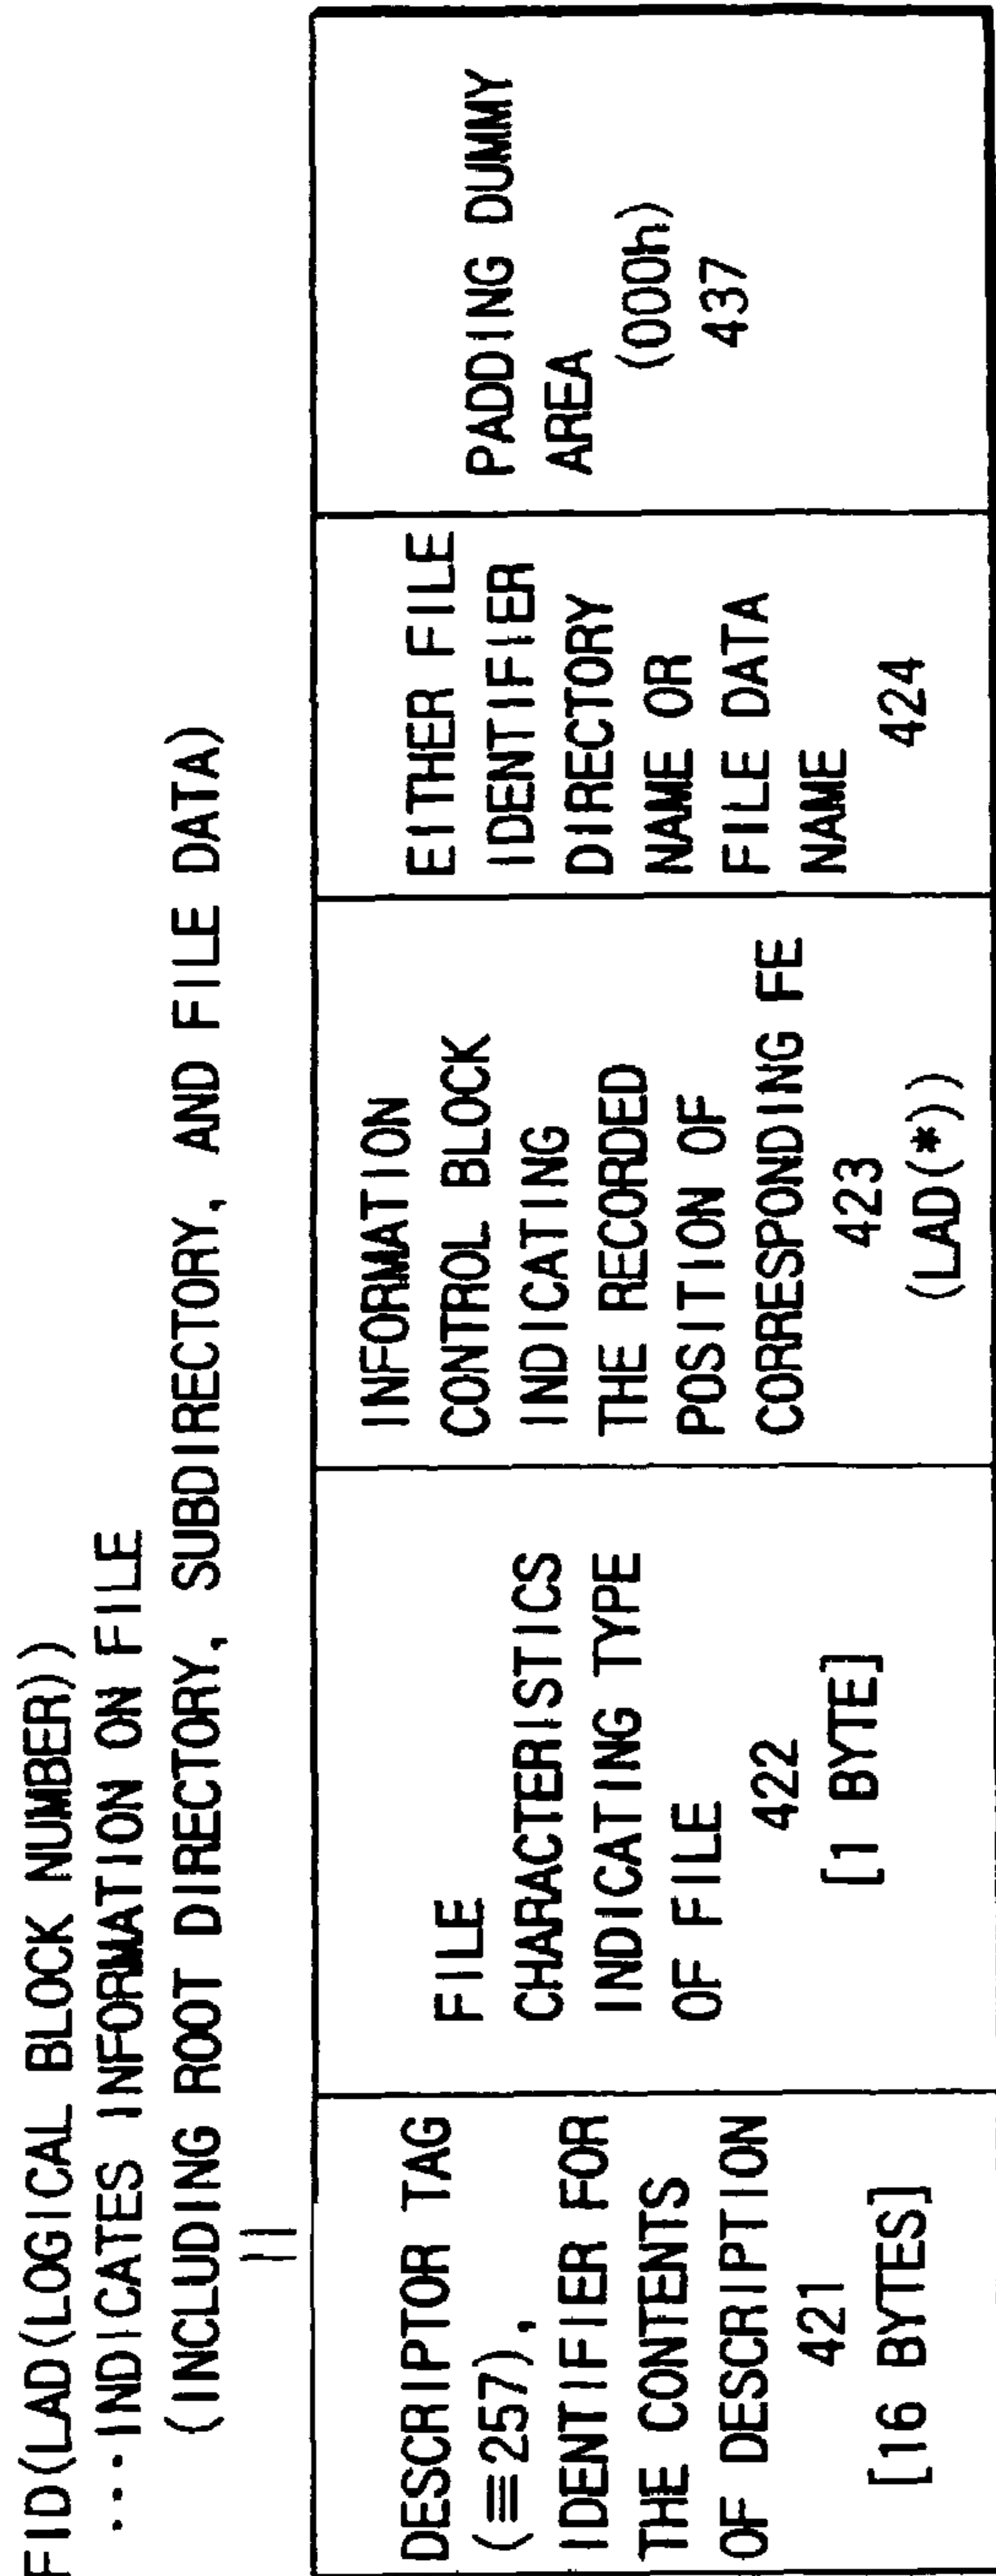 FID(LAD(LOGICAL BLOCK NUMBER))
···INDICATES INFORMATION ON FILE
(INCLUDING ROOT DIRECTORY, SUBDIRECTORY, AND FILE DATA)
||
DESCRIPTOR TAG
(≡257),
IDENTIFIER FOR
THE CONTENTS
OF DESCRIPTION
421
[16 BYTES]
FILE
CHARACTERISTICS
INDICATING TYPE
OF FILE
422
[1 BYTE]
INFORMATION
CONTROL BLOCK
INDICATING
THE RECORDED
POSITION OF
CORRESPONDING FE
423
(LAD(*))
EITHER FILE
IDENTIFIER
DIRECTORY
NAME OR
FILE DATA
NAME
424
PADDING DUMMY
AREA
(000h)
437